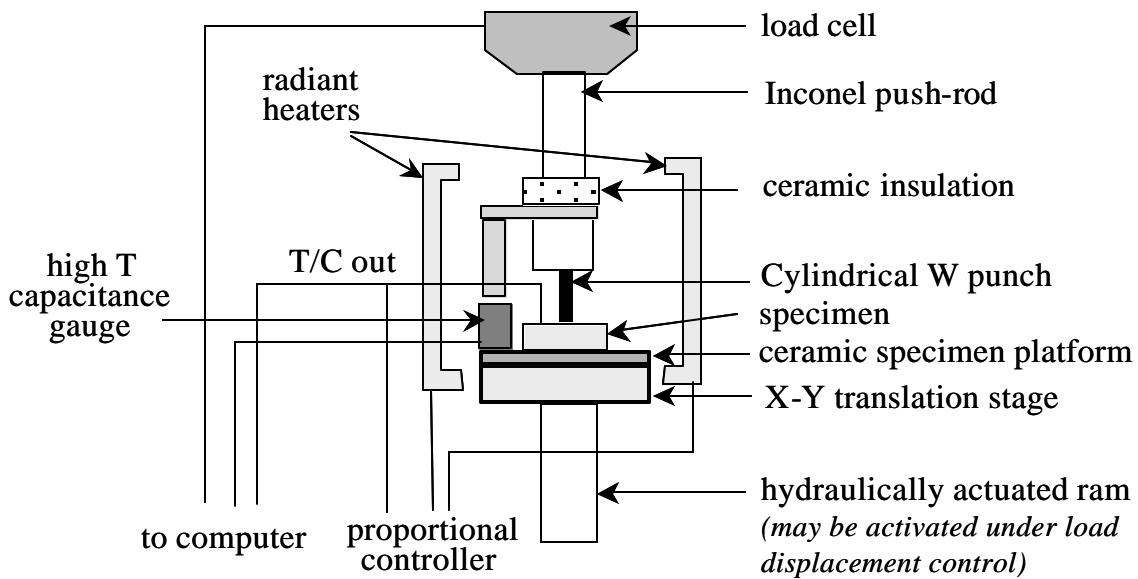 load cell
radiant
heaters
Inconel push-rod
ceramic insulation
high T
capacitance
gauge
T/C out
Cylindrical W punch
specimen
ceramic specimen platform
X-Y translation stage
hydraulically actuated ram
(may be activated under load
displacement control)
to computer
proportional
controller